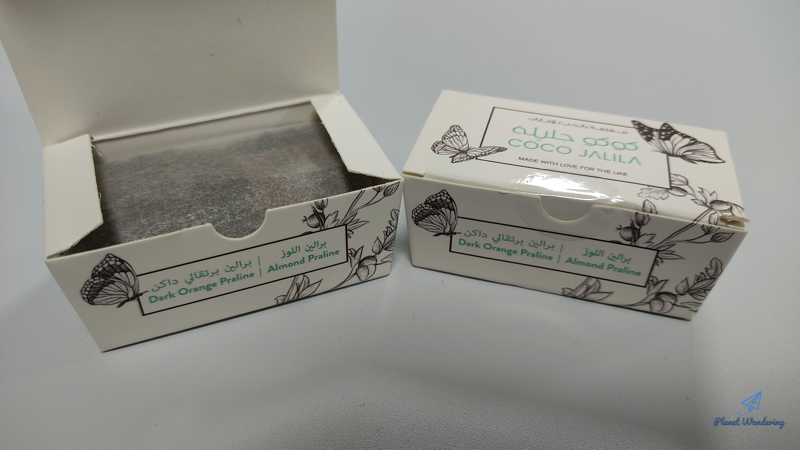 برالين برتقالي داكن | برالين اللوز
Dark Orange Praline | Almond Praline
كوكو جليلة
COCO JALILA
MADE WITH LOVE FOR THE UAE
برالين برتقالي داكن | برالين اللوز
Dark Orange Praline | Almond Praline
Planet Wandering